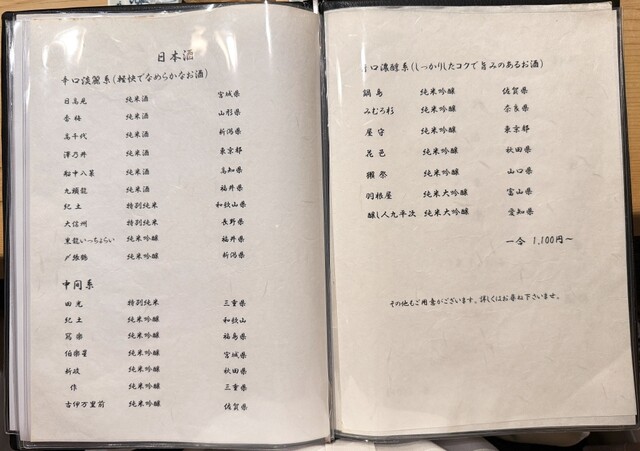 日本酒
辛口淡麗系(軽快でなめらかなお酒)
日高見 純米酒 宮城県
杏梅 純米酒 山形県
高千代 純米酒 新潟県
澤乃井 純米酒 東京都
船中八策 純米酒 高知県
九頭龍 純米酒 福井県
紀土 特別純米 和歌山県
大信州 特別純米 長野県
黒龍いっちょらい 純米吟醸 福井県
〆張鶴 純米吟醸 新潟県
中間系
田光 特別純米 三重県
紀土 純米吟醸 和歌山
冩楽 純米吟醸 福島県
伯楽星 純米吟醸 宮城県
新政 純米吟醸 秋田県
作 純米吟醸 三重県
古伊万里前 純米吟醸 佐賀県
口濃醇系(しっかりしたコクで旨みのあるお酒)
鍋島 純米吟醸 佐賀県
みむろ杉 純米吟醸 奈良県
屋守 純米吟醸 東京都
花邑 純米吟醸 秋田県
獺祭 純米吟醸 山口県
羽根屋 純米大吟醸 富山県
醸し人九平次 純米大吟醸 愛知県
一合 1,100円~
その他もご用意がございます。詳しくはお尋ね下さいませ。